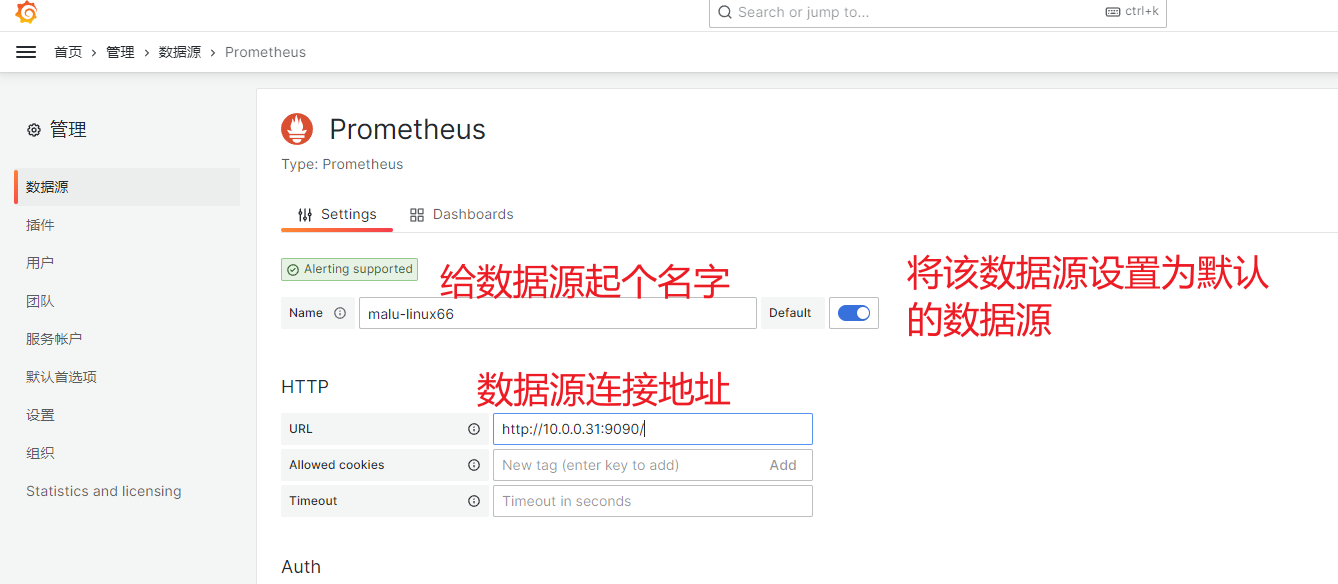 Search or jump to...
ctrl+k
首页 › 管理 › 数据源 › Prometheus
管理
数据源
插件
用户
团队
服务帐户
默认首选项
设置
组织
Statistics and licensing
Prometheus
Type: Prometheus
Settings
Dashboards
Alerting supported
给数据源起个名字
将该数据源设置为默认
的数据源
Name
malu-linux66
Default
HTTP
数据源连接地址
URL
http://10.0.0.31:9090/
Allowed cookies
New tag (enter key to add)
Add
Timeout
Timeout in seconds
Auth